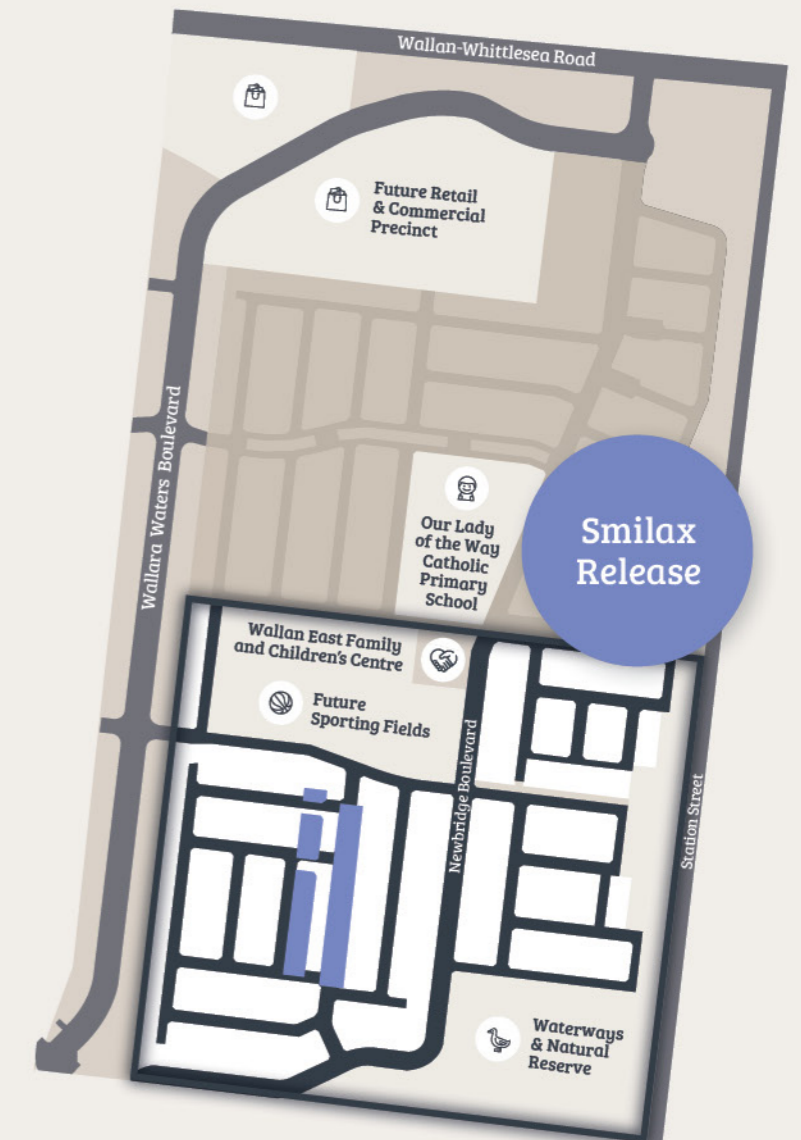 Wallan-Whittlesea Road
Future Retail
& Commercial
Precinct
Wallara Waters Boulevard
Our Lady
of the Way
Catholic
Primary
School
Smilax
Release
Wallan East Family
and Children's Centre
Future
Sporting Fields
Newbridge Boulevard
Station Street
Waterways
& Natural
Reserve